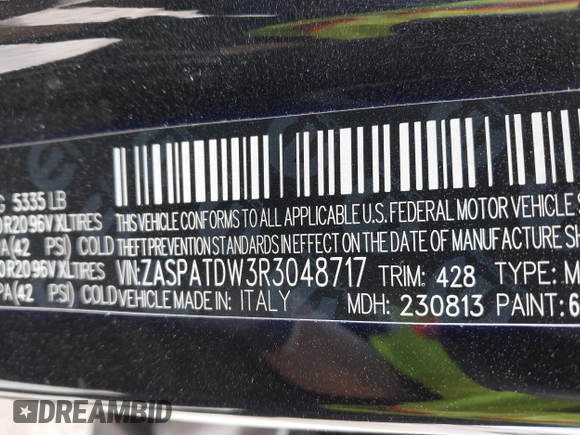 G 5335 LB
0 R20 96V XL TIRES
PA(42 PSI) COLD
0 R20 96V XL TIRES
PA(42 PSI) COLD
THIS VEHICLE CONFORMS TO ALL APPLICABLE U.S. FEDERAL MOTOR VEHICLE
THEFT PREVENTION STANDARDS IN EFFECT ON THE DATE OF MANUFACTURE SH
VIN: ZASPATDW3R3048717 TRIM: 428 TYPE: M
VEHICLE MADE IN: ITALY MDH: 230813 PAINT: 6
DREAMBID